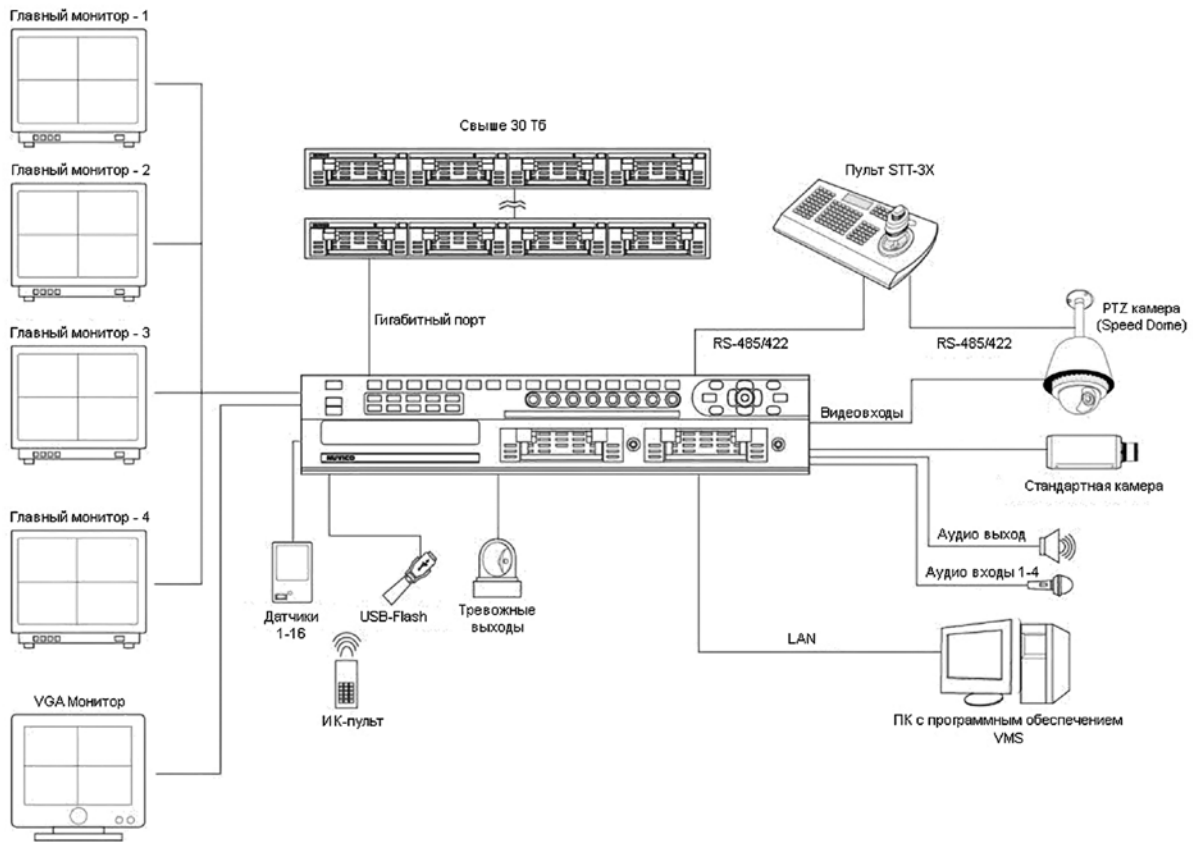 Главный монитор - 1
Главный монитор - 2
Главный монитор - 3
Главный монитор - 4
VGA Монитор
Свыше 30 Тб
Гигабитный порт
Пульт STT-3X
RS-485/422
RS-485/422
PTZ камера
(Speed Dome)
Видеовходы
Стандартная камера
Аудио выход
Аудио входы 1-4
NUVICO
Датчики
1-16
USB-Flash
Тревожные
выходы
ИК-пульт
LAN
ПК с программным обеспечением
VMS